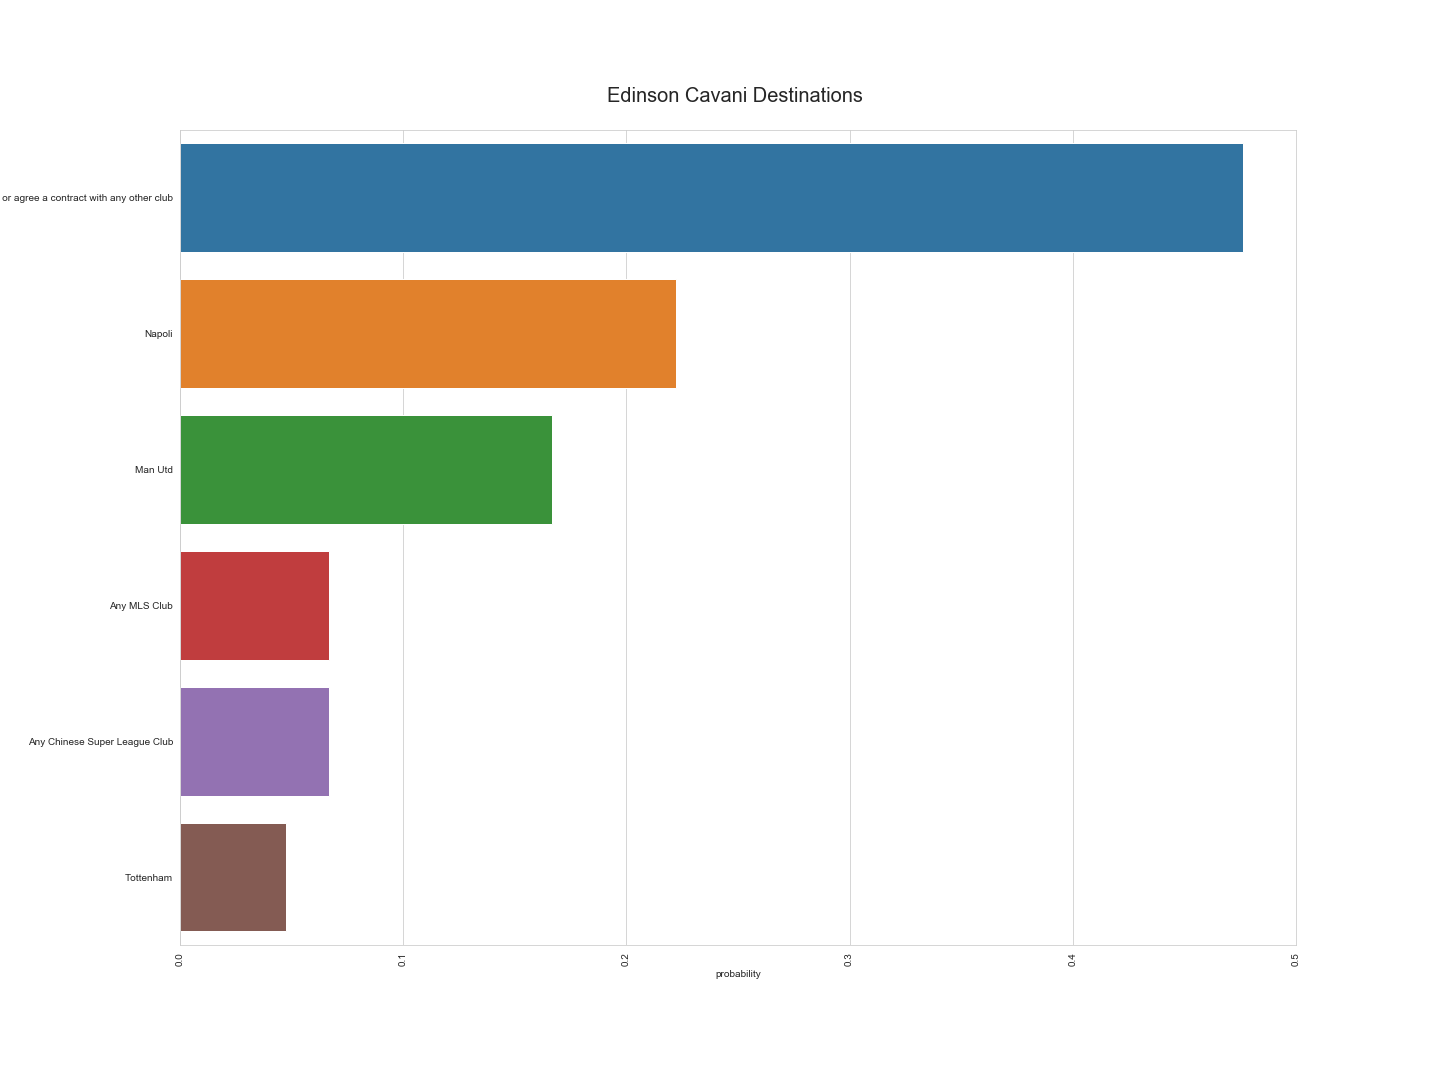 Edinson Cavani Destinations
or agree a contract with any other club
Napoli
Man Utd
Any MLS Club
Any Chinese Super League Club
Tottenham
0.0
0.1
0.2
0.3
0.4
0.5
probability